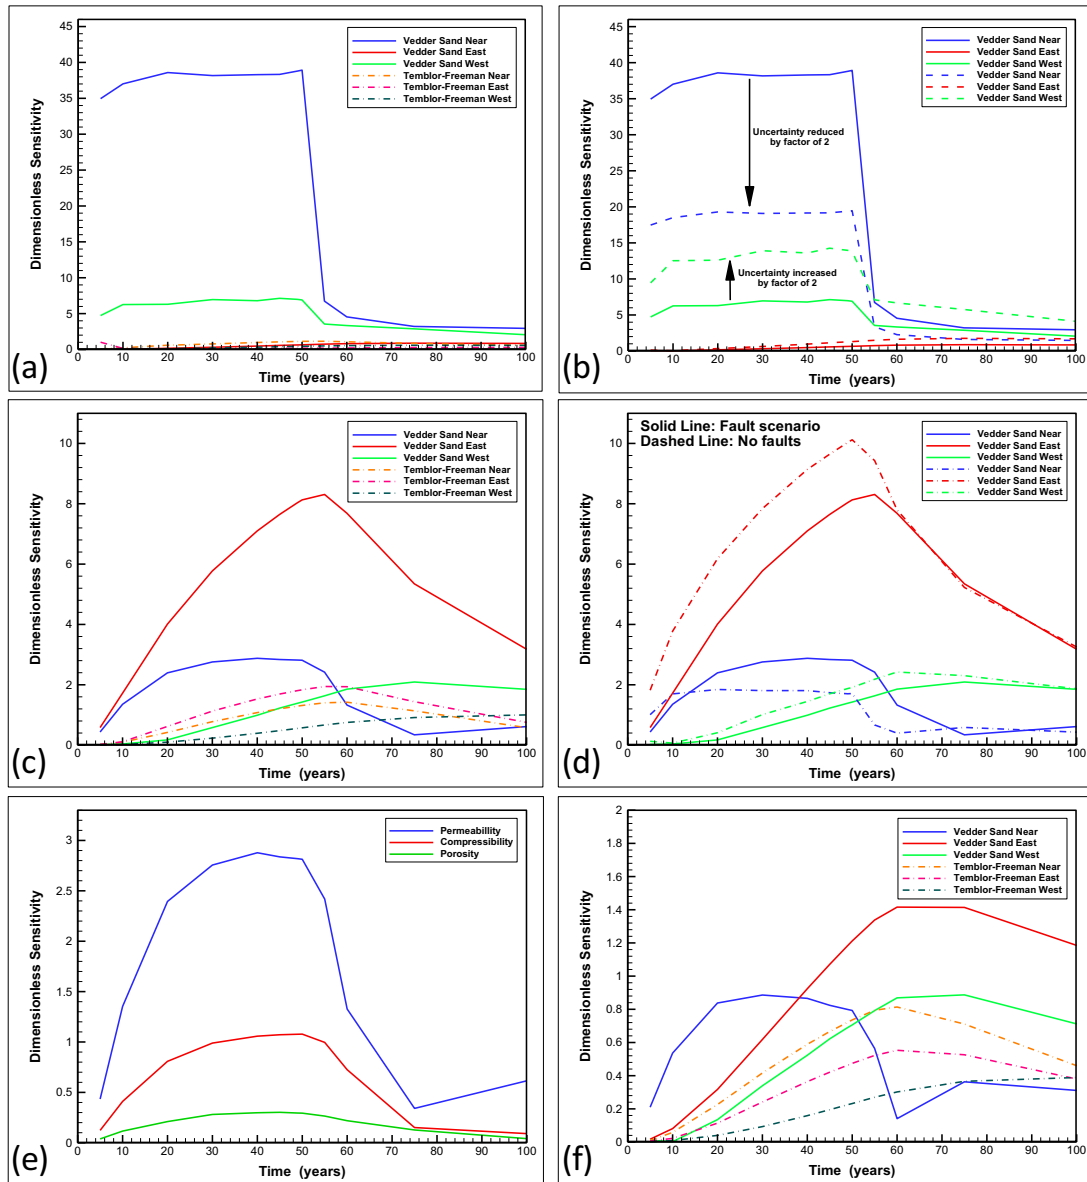 45
40
35
30
25
20
15
10
5
0
0 10 20 30 40 50 60 70 80 90 100
Dimensionless Sensitivity
Time (years)
Vedder Sand Near
Vedder Sand East
Vedder Sand West
Temblor-Freeman Near
Temblor-Freeman East
Temblor-Freeman West
(a)
45
40
35
30
25
20
15
10
5
0
10 20 30 40 50 60 70 80 90 100
Dimensionless Sensitivity
Time (years)
Vedder Sand Near
Vedder Sand East
Vedder Sand West
Vedder Sand Near
Vedder Sand East
Vedder Sand West
Uncertainty reduced
by factor of 2
Uncertainty increased
by factor of 2
(b)
10
8
6
4
2
0
10 20 30 40 50 60 70 80 90 100
Dimensionless Sensitivity
Time (years)
Vedder Sand Near
Vedder Sand East
Vedder Sand West
Temblor-Freeman Near
Temblor-Freeman East
Temblor-Freeman West
(c)
Solid Line: Fault scenario
Dashed Line: No faults
10
8
6
4
2
0
0 10 20 30 40 50 60 70 80 90 100
Dimensionless Sensitivity
Time (years)
Vedder Sand Near
Vedder Sand East
Vedder Sand West
Vedder Sand Near
Vedder Sand East
Vedder Sand West
(d)
3
2.5
2
1.5
1
0.5
0
0 10 20 30 40 50 60 70 80 90 100
Dimensionless Sensitivity
Time (years)
Permeabillity
Compressibility
Porosity
(e)
2
1.8
1.6
1.4
1.2
1
0.8
0.6
0.4
0.2
0
0 10 20 30 40 50 60 70 80 90 100
Dimensionless Sensitivity
Time (years)
Vedder Sand Near
Vedder Sand East
Vedder Sand West
Temblor-Freeman Near
Temblor-Freeman East
Temblor-Freeman West
(f)